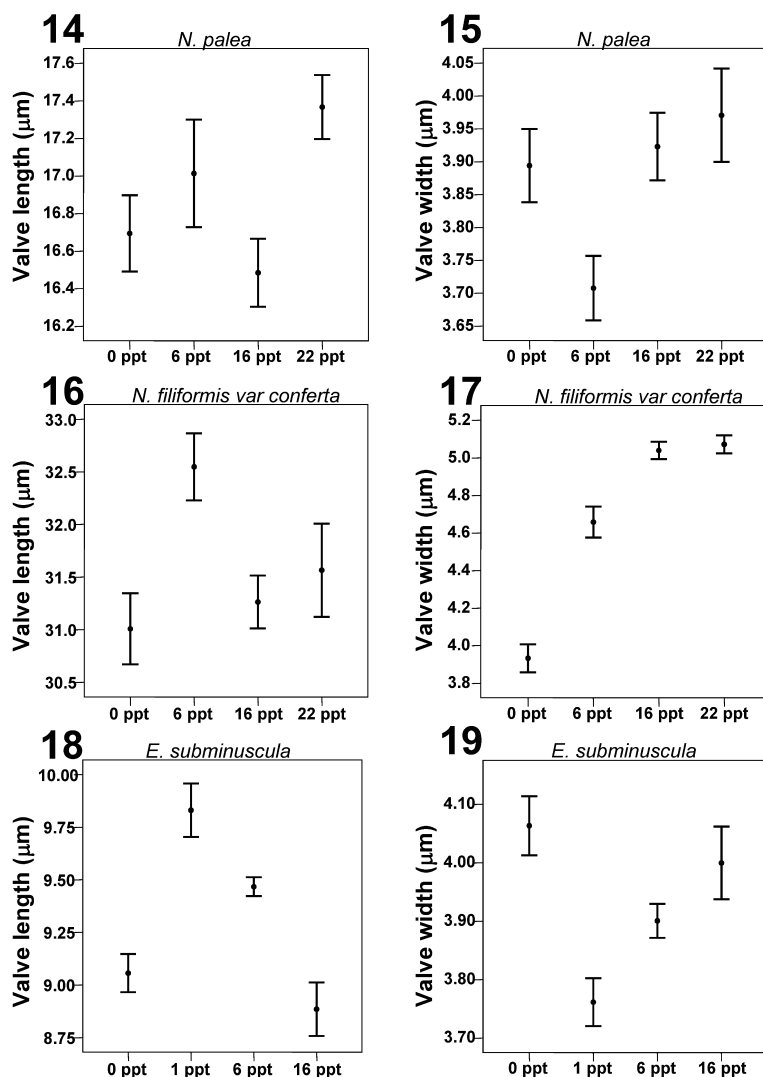 14
N. palea
Valve length (μm)
17.6
17.4
17.2
17.0
16.8
16.6
16.4
16.2
0 ppt 6 ppt 16 ppt 22 ppt
15
N. palea
Valve width (μm)
4.05
4.00
3.95
3.90
3.85
3.80
3.75
3.70
3.65
0 ppt 6 ppt 16 ppt 22 ppt
16
N. filiformis var conferta
Valve length (μm)
33.0
32.5
32.0
31.5
31.0
30.5
0 ppt 6 ppt 16 ppt 22 ppt
17
N. filiformis var conferta
Valve width (μm)
5.2
5.0
4.8
4.6
4.4
4.2
4.0
3.8
0 ppt 6 ppt 16 ppt 22 ppt
18
E. subminuscula
Valve length (μm)
10.00
9.75
9.50
9.25
9.00
8.75
0 ppt 1 ppt 6 ppt 16 ppt
19
E. subminuscula
Valve width (μm)
4.10
4.00
3.90
3.80
3.70
0 ppt 1 ppt 6 ppt 16 ppt